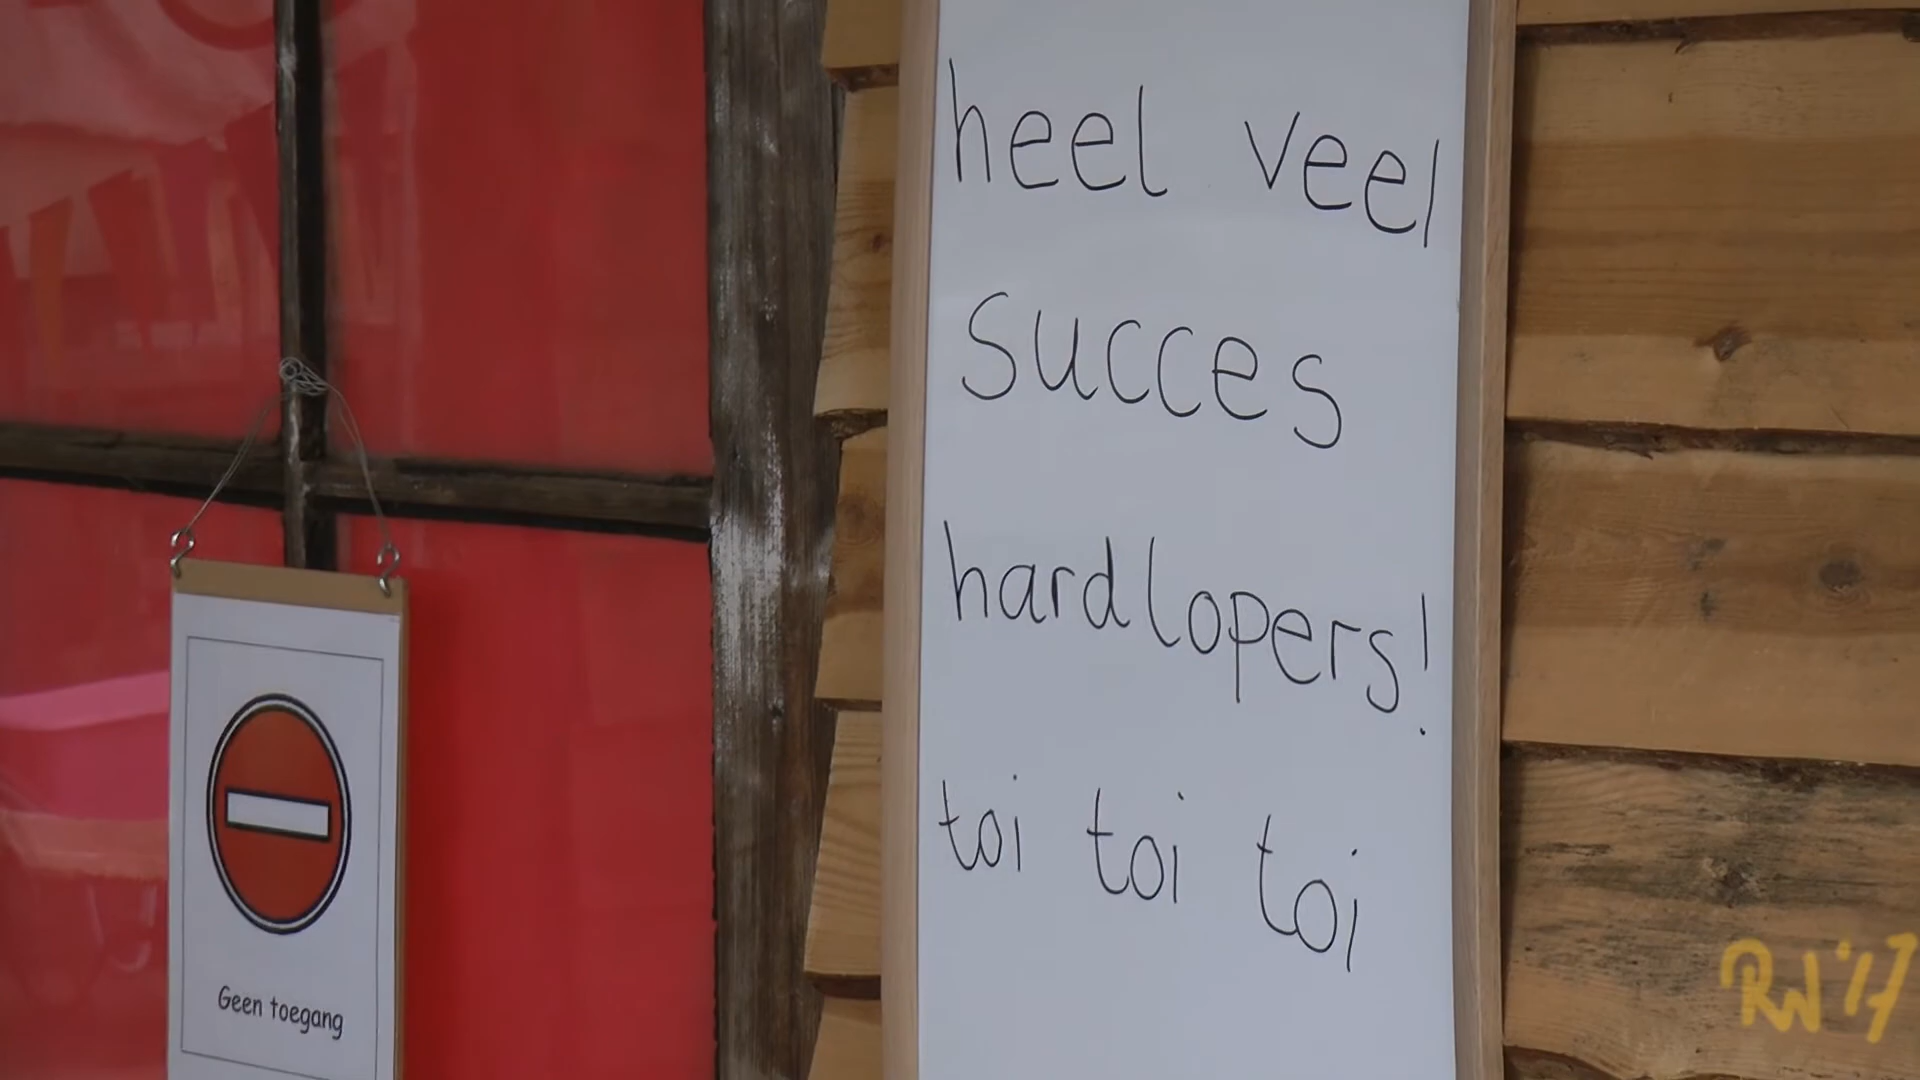 heel veel
succes
hardlopers!
toi toi toi
Geen toegang
RW '17